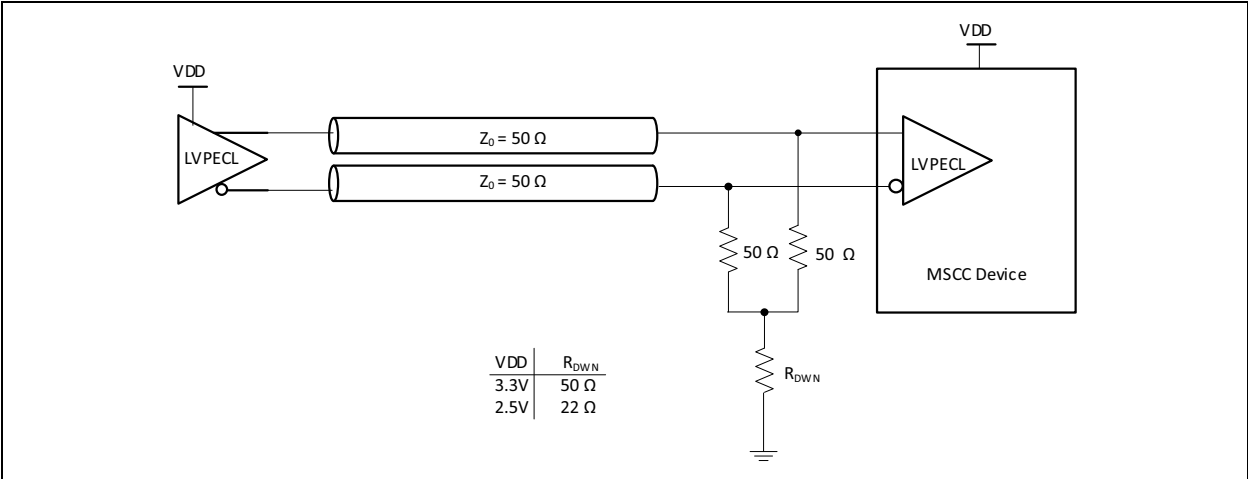 VDD
VDD
LVPECL
Z0 = 50 Ω
Z0 = 50 Ω
LVPECL
50 Ω
50 Ω
MSCC Device
VDD RDWN
3.3V 50 Ω
2.5V 22 Ω
RDWN